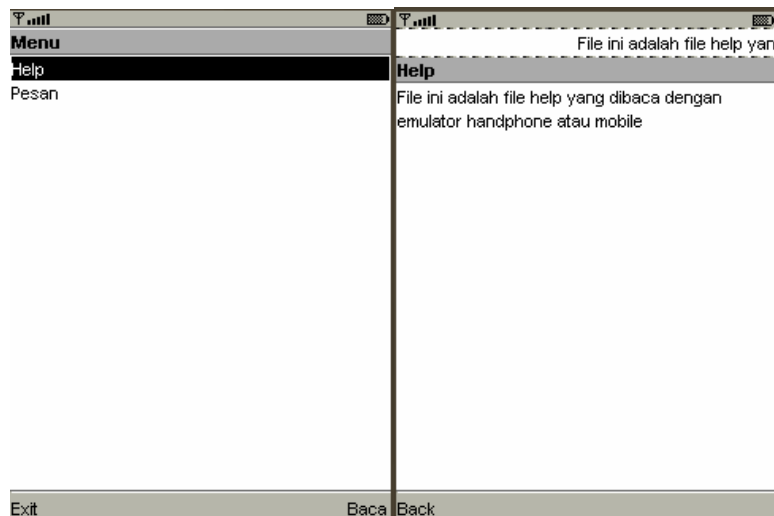 Menu
Help
Pesan
Exit
Baca
File ini adalah file help yan
Help
File ini adalah file help yang dibaca dengan
emulator handphone atau mobile
Back